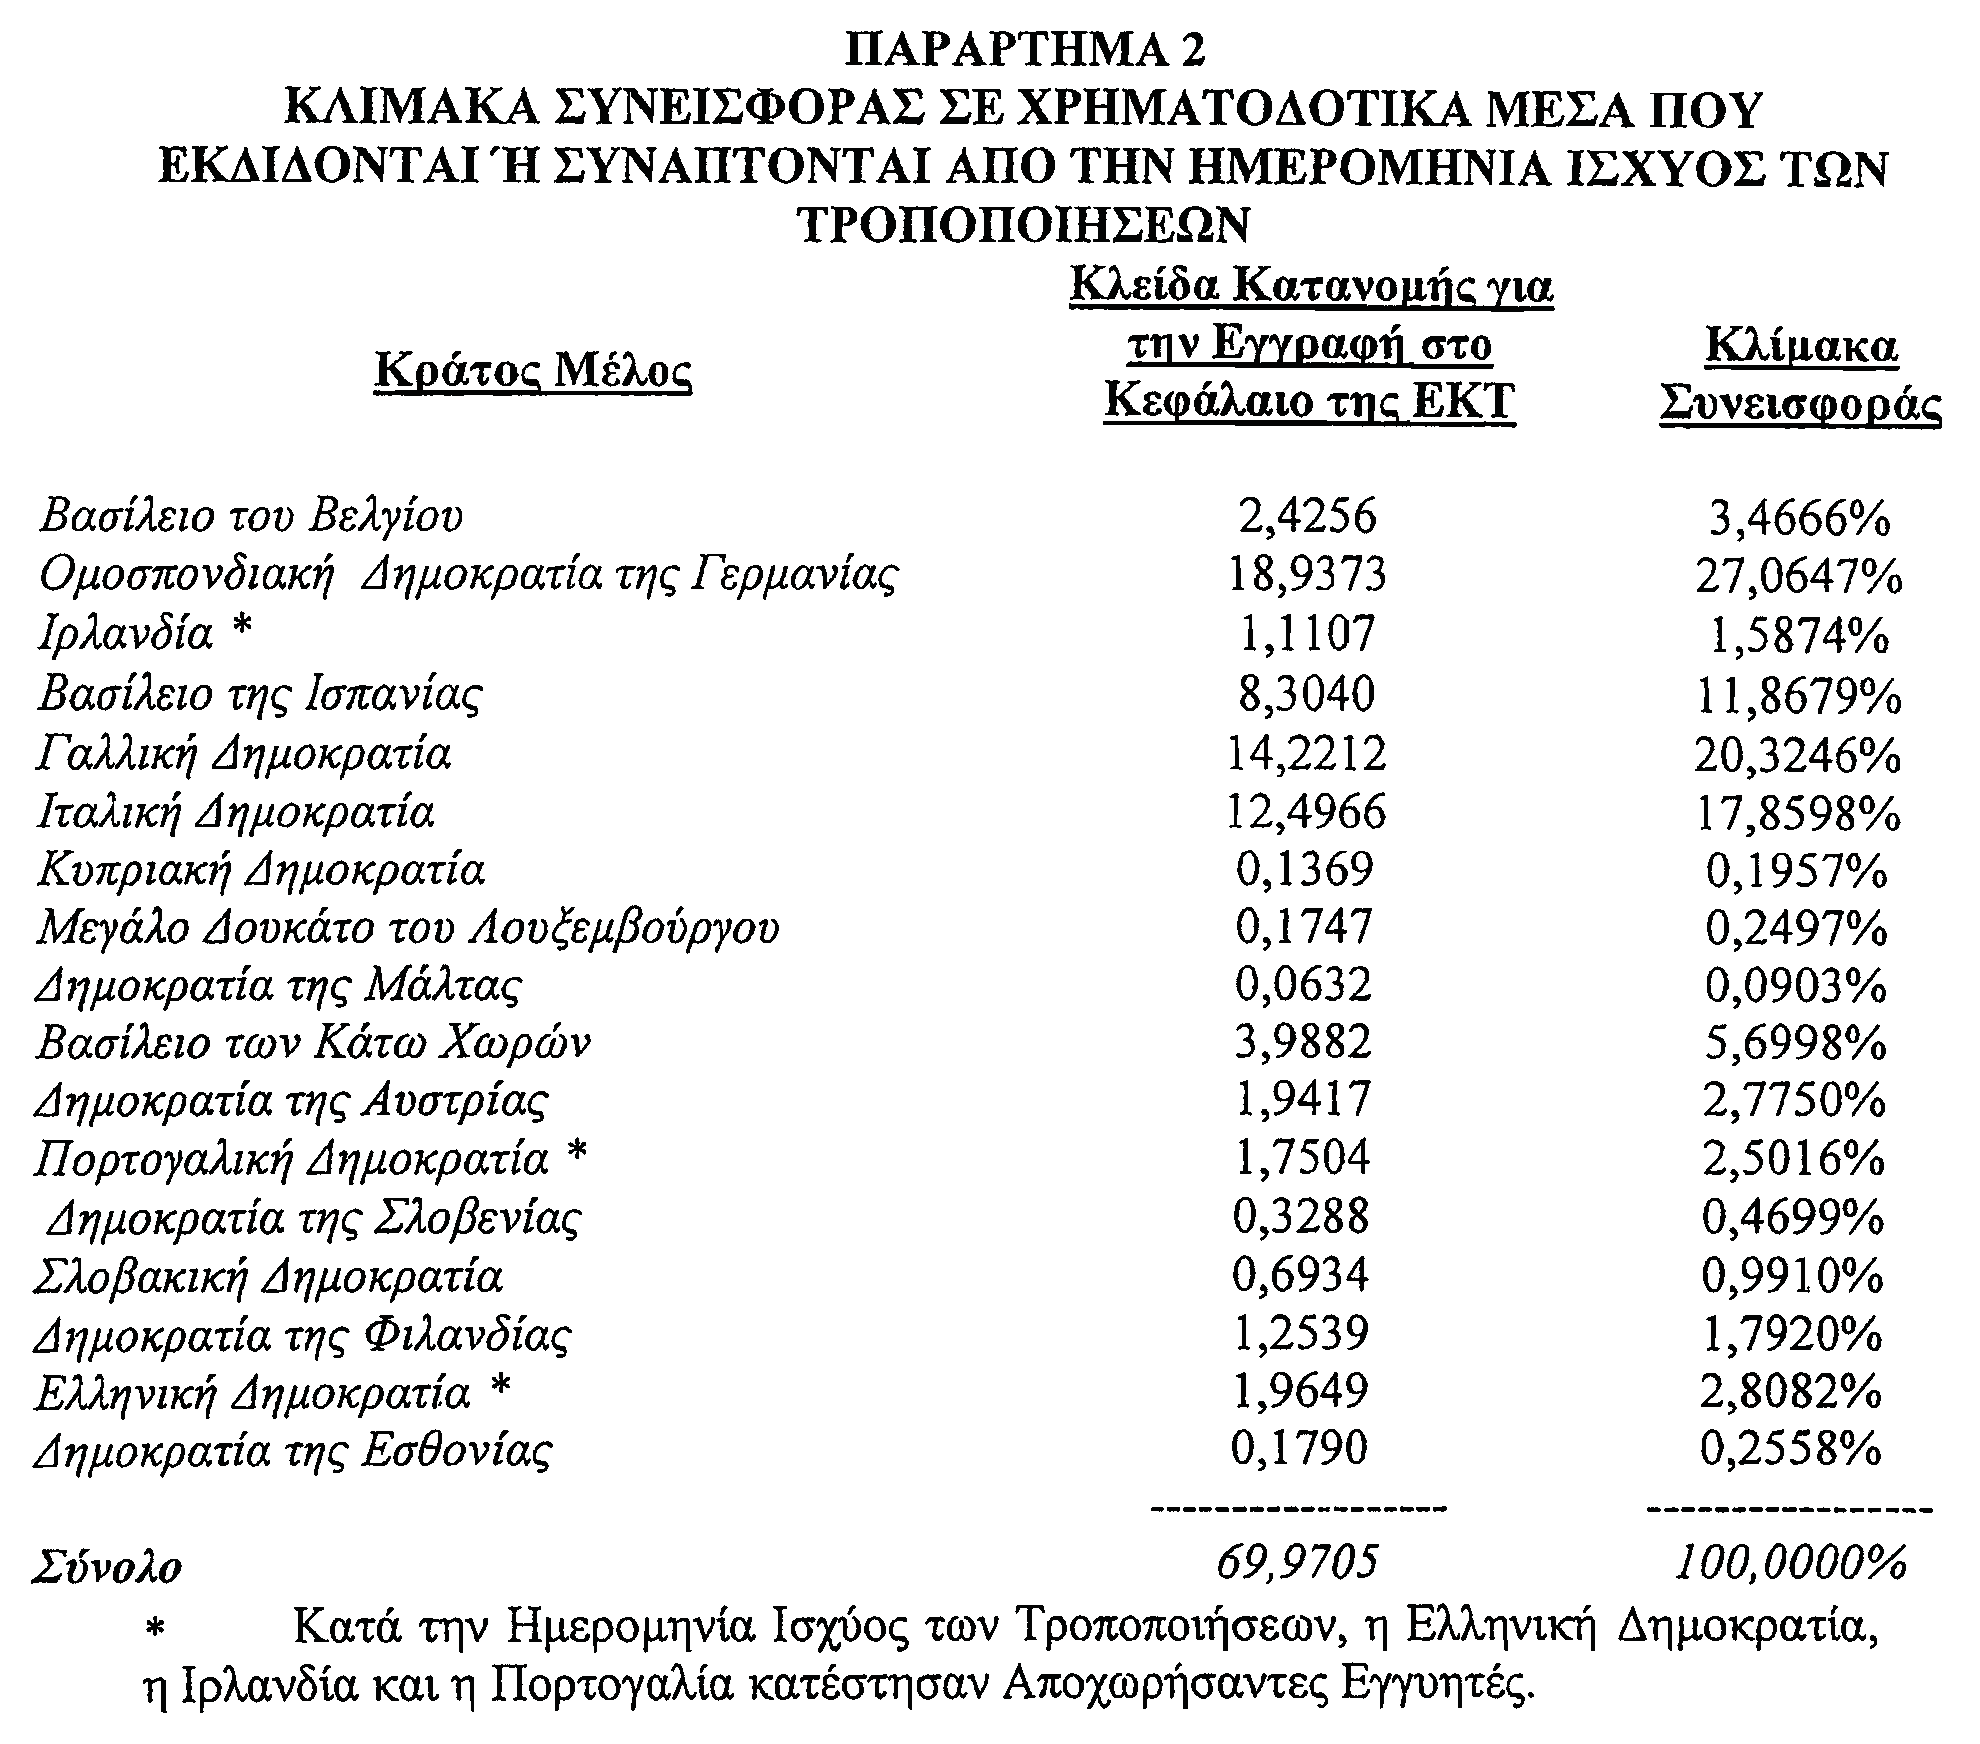 ΠΑΡΑΡΤΗΜΑ 2
ΚΛΙΜΑΚΑ ΣΥΝΕΙΣΦΟΡΑΣ ΣΕ ΧΡΗΜΑΤΟΔΟΤΙΚΑ ΜΕΣΑ ΠΟΥ
ΕΚΔΙΔΟΝΤΑΙ Ή ΣΥΝΑΠΤΟΝΤΑΙ ΑΠΟ ΤΗΝ ΗΜΕΡΟΜΗΝΙΑ ΙΣΧΥΟΣ ΤΩΝ
ΤΡΟΠΟΠΟΙΗΣΕΩΝ
Κράτος Μέλος
Κλείδα Κατανομής για
την Εγγραφή στο
Κεφάλαιο της ΕΚΤ
Κλίμακα
Συνεισφοράς
Βασίλειο του Βελγίου 2,4256 3,4666%
Ομοσπονδιακή Δημοκρατία της Γερμανίας 18,9373 27,0647%
Ιρλανδία * 1,1107 1,5874%
Βασίλειο της Ισπανίας 8,3040 11,8679%
Γαλλική Δημοκρατία 14,2212 20,3246%
Ιταλική Δημοκρατία 12,4966 17,8598%
Κυπριακή Δημοκρατία 0,1369 0,1957%
Μεγάλο Δουκάτο του Λουξεμβούργου 0,1747 0,2497%
Δημοκρατία της Μάλτας 0,0632 0,0903%
Βασίλειο των Κάτω Χωρών 3,9882 5,6998%
Δημοκρατία της Αυστρίας 1,9417 2,7750%
Πορτογαλική Δημοκρατία * 1,7504 2,5016%
Δημοκρατία της Σλοβενίας 0,3288 0,4699%
Σλοβακική Δημοκρατία 0,6934 0,9910%
Δημοκρατία της Φιλανδίας 1,2539 1,7920%
Ελληνική Δημοκρατία * 1,9649 2,8082%
Δημοκρατία της Εσθονίας 0,1790 0,2558%
------------------- ------------------
Σύνολο 69,9705 100,0000%
* Κατά την Ημερομηνία Ισχύος των Τροποποιήσεων, η Ελληνική Δημοκρατία,
η Ιρλανδία και η Πορτογαλία κατέστησαν Αποχωρήσαντες Εγγυητές.